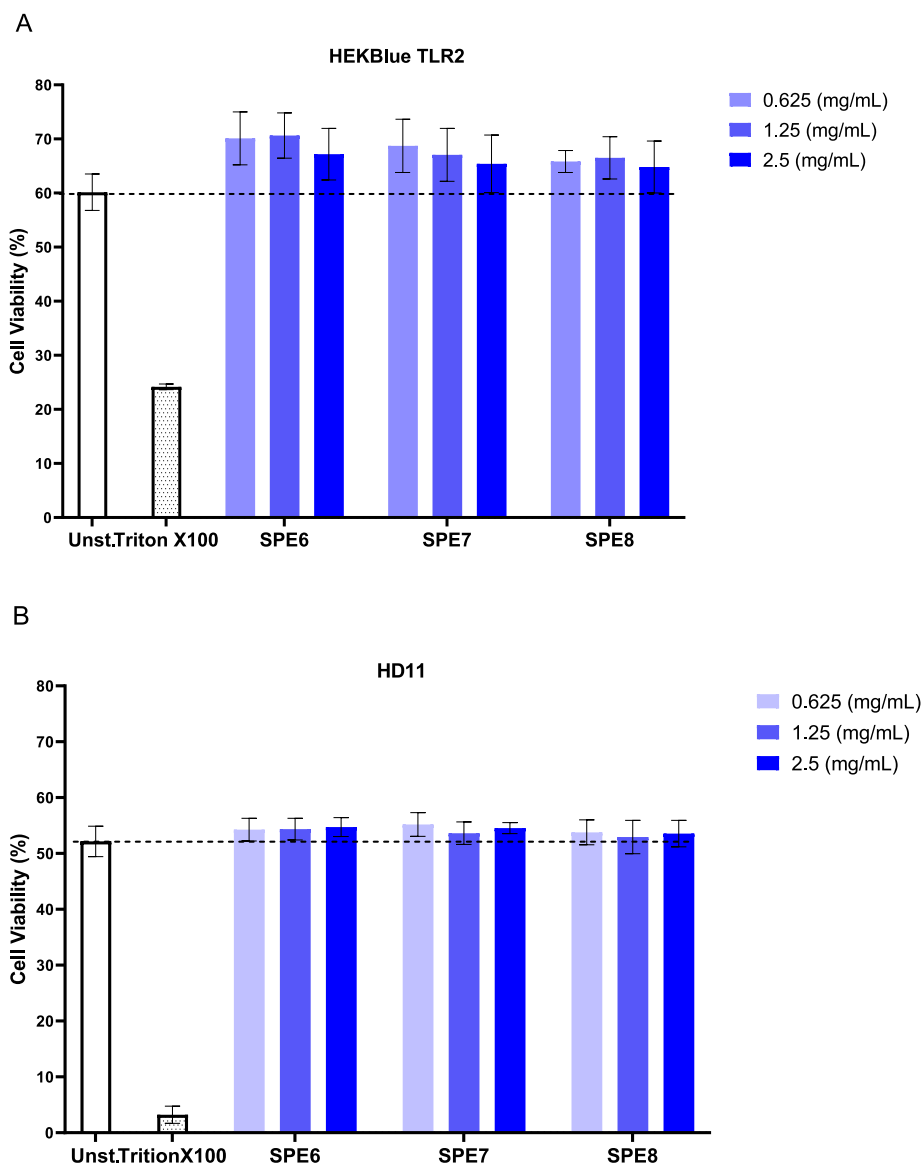 A
HEKBlue TLR2
0.625 (mg/mL)
1.25 (mg/mL)
2.5 (mg/mL)
Cell Viability (%)
80
70
60
50
40
30
20
10
0
Unst. Triton X100 SPE6 SPE7 SPE8
B
HD11
0.625 (mg/mL)
1.25 (mg/mL)
2.5 (mg/mL)
Cell Viability (%)
80
70
60
50
40
30
20
10
0
Unst. TritionX100 SPE6 SPE7 SPE8